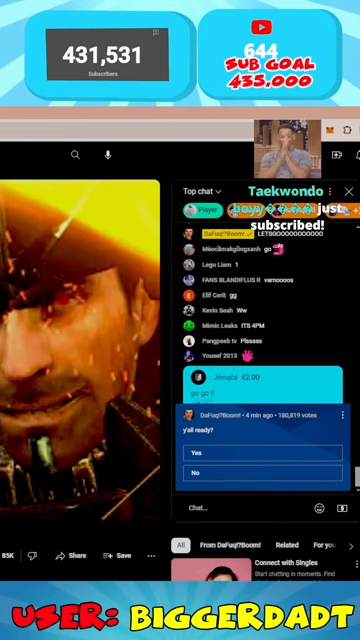 431,531
Subscribers
644
SUB GOAL
435.000
Top chat
Taekwondo
just
subscribed!
Player
DaFuq!?Boom! LETSGOOOOOOOOOOO
go
Lego Liam 1
FANS BLANDIFLUS R varnoooos
Elif Cerit gg
Kevin Seah Ww
Mimic Leaks ITS 4PM
Pangpeeb tv Plsssss
Yousef 2013
€2.00
go go !!
DaFuq!?Boom! • 4 min ago • 180,819 votes
y'all ready?
Yes
No
Chat...
85K
Share
Save
All
From DaFuq!?Boom!
Related
For you
Connect with Singles
Start chatting in moments. Find
USER: BIGGERDADT